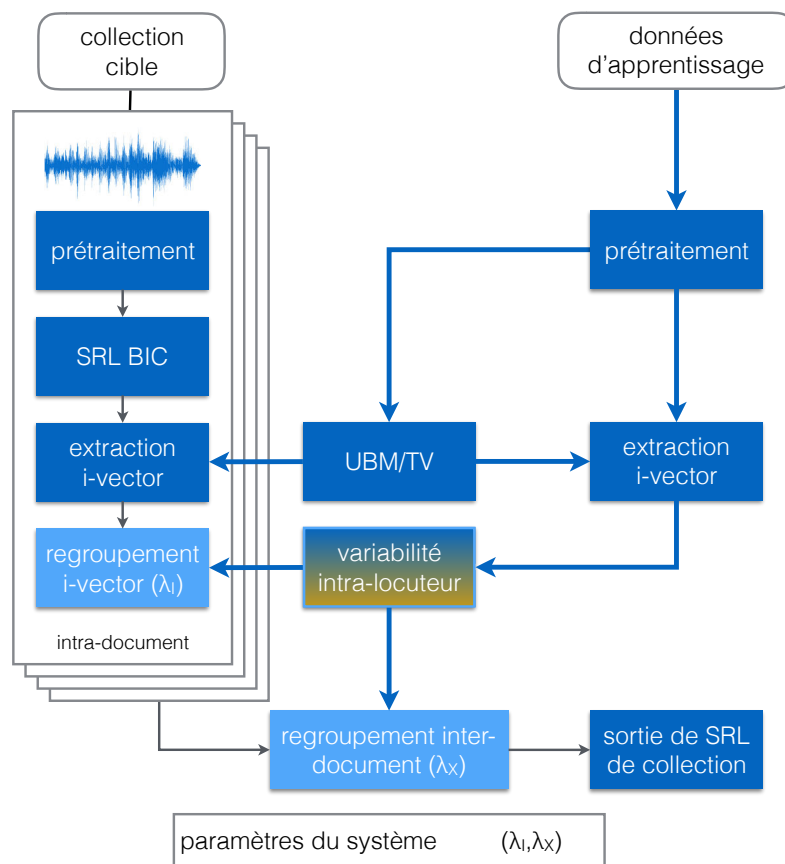 collection
cible
données
d'apprentissage
prétraitement
prétraitement
SRL BIC
extraction
i-vector
UBM/TV
extraction
i-vector
regroupement
i-vector (λI)
variabilité
intra-locuteur
intra-document
regroupement inter-
document (λX)
sortie de SRL
de collection
paramètres du système (λI,λX)